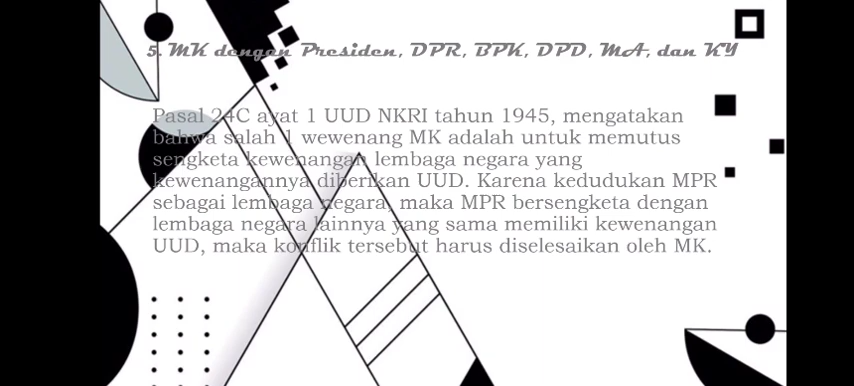 5. MK dengan Presiden, DPR, BPK, DPD, MA, dan KY
Pasal 24C ayat 1 UUD NKRI tahun 1945, mengatakan
bahwa salah 1 wewenang MK adalah untuk memutus
sengketa kewenangan lembaga negara yang
kewenangannya diberikan UUD. Karena kedudukan MPR
sebagai lembaga negara, maka MPR bersengketa dengan
lembaga negara lainnya yang sama memiliki kewenangan
UUD, maka konflik tersebut harus diselesaikan oleh MK.